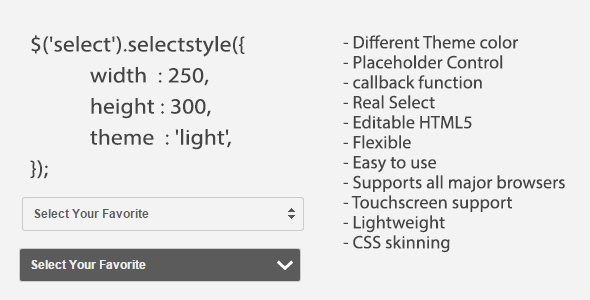 $('select').selectstyle({
width : 250,
height : 300,
theme : 'light',
});
Select Your Favorite
Select Your Favorite
- Different Theme color
- Placeholder Control
- callback function
- Real Select
- Editable HTML5
- Flexible
- Easy to use
- Supports all major browsers
- Touchscreen support
- Lightweight
- CSS skinning